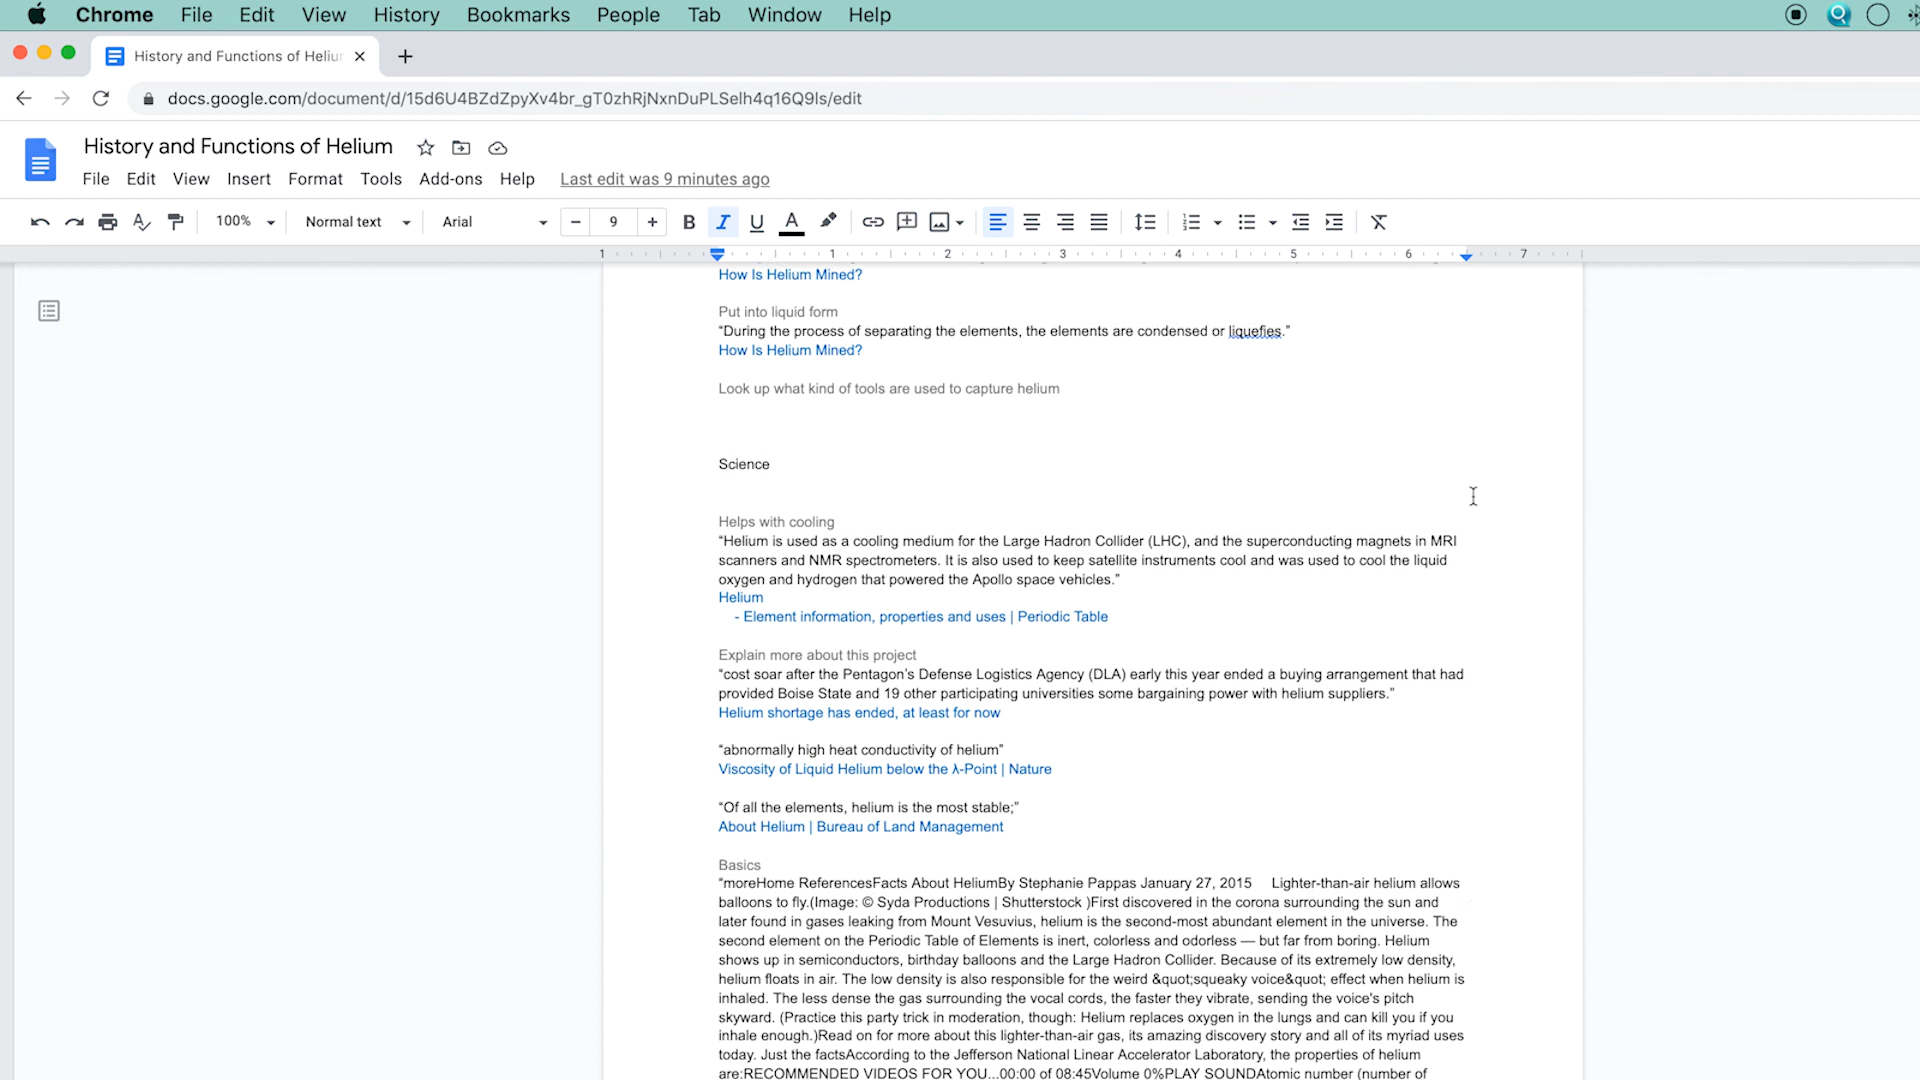 Chrome File Edit View History Bookmarks People Tab Window Help
History and Functions of Heliu
docs.google.com/document/d/15d6U4BZdZpyXv4br_gT0zhRjNxnDuPLSelh4q16Q9ls/edit
History and Functions of Helium
File Edit View Insert Format Tools Add-ons Help Last edit was 9 minutes ago
100% Normal text Arial 9 B I U A
1 1 2 3 4 5 6 7
How Is Helium Mined?
Put into liquid form
“During the process of separating the elements, the elements are condensed or liquefies.”
How Is Helium Mined?
Look up what kind of tools are used to capture helium
Science
Helps with cooling
“Helium is used as a cooling medium for the Large Hadron Collider (LHC), and the superconducting magnets in MRI
scanners and NMR spectrometers. It is also used to keep satellite instruments cool and was used to cool the liquid
oxygen and hydrogen that powered the Apollo space vehicles.”
Helium
- Element information, properties and uses | Periodic Table
Explain more about this project
“cost soar after the Pentagon’s Defense Logistics Agency (DLA) early this year ended a buying arrangement that had
provided Boise State and 19 other participating universities some bargaining power with helium suppliers.”
Helium shortage has ended, at least for now
“abnormally high heat conductivity of helium”
Viscosity of Liquid Helium below the λ-Point | Nature
“Of all the elements, helium is the most stable;”
About Helium | Bureau of Land Management
Basics
“moreHome ReferencesFacts About HeliumBy Stephanie Pappas January 27, 2015 Lighter-than-air helium allows
balloons to fly.(Image: © Syda Productions | Shutterstock )First discovered in the corona surrounding the sun and
later found in gases leaking from Mount Vesuvius, helium is the second-most abundant element in the universe. The
second element on the Periodic Table of Elements is inert, colorless and odorless — but far from boring. Helium
shows up in semiconductors, birthday balloons and the Large Hadron Collider. Because of its extremely low density,
helium floats in air. The low density is also responsible for the weird &quot;squeaky voice&quot; effect when helium is
inhaled. The less dense the gas surrounding the vocal cords, the faster they vibrate, sending the voice's pitch
skyward. (Practice this party trick in moderation, though: Helium replaces oxygen in the lungs and can kill you if you
inhale enough.)Read on for more about this lighter-than-air gas, its amazing discovery story and all of its myriad uses
today. Just the factsAccording to the Jefferson National Linear Accelerator Laboratory, the properties of helium
are:RECOMMENDED VIDEOS FOR YOU...00:00 of 08:45Volume 0%PLAY SOUNDAtomic number (number of